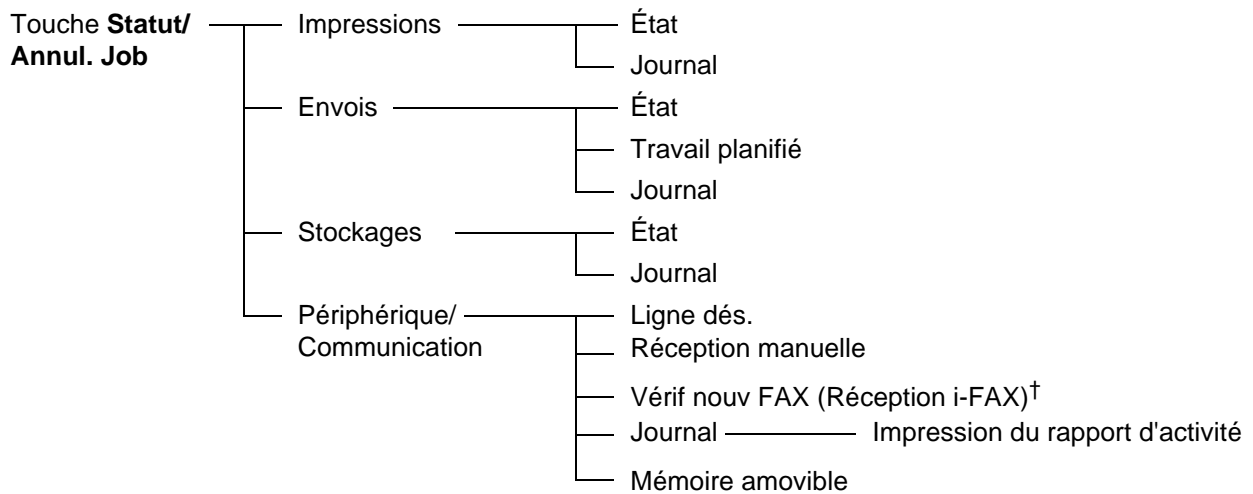 Touche Statut/ Impressions État
Annul. Job
Journal
Envois État
Travail planifié
Journal
Stockages État
Journal
Périphérique/ Ligne dés.
Communication Réception manuelle
Vérif nouv FAX (Réception i-FAX)†
Journal Impression du rapport d'activité
Mémoire amovible